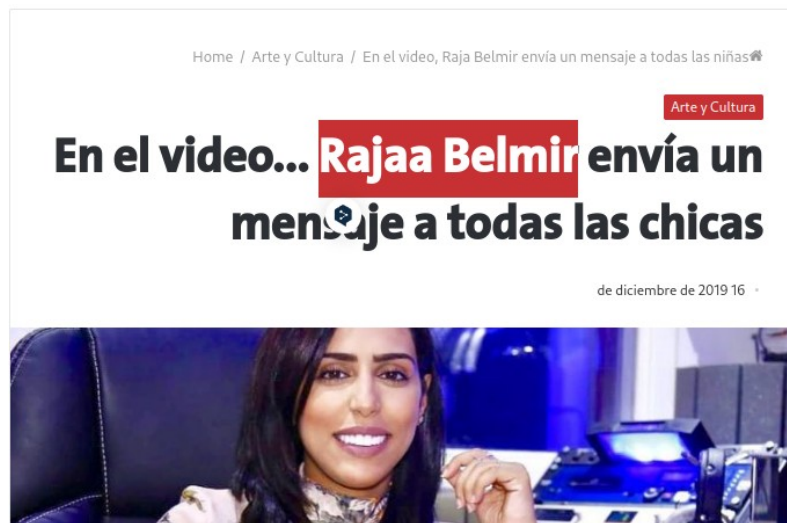 Home / Arte y Cultura / En el video, Raja Belmir envía un mensaje a todas las niñas
Arte y Cultura
En el video... Rajaa Belmir envía un
mensaje a todas las chicas
de diciembre de 2019 16